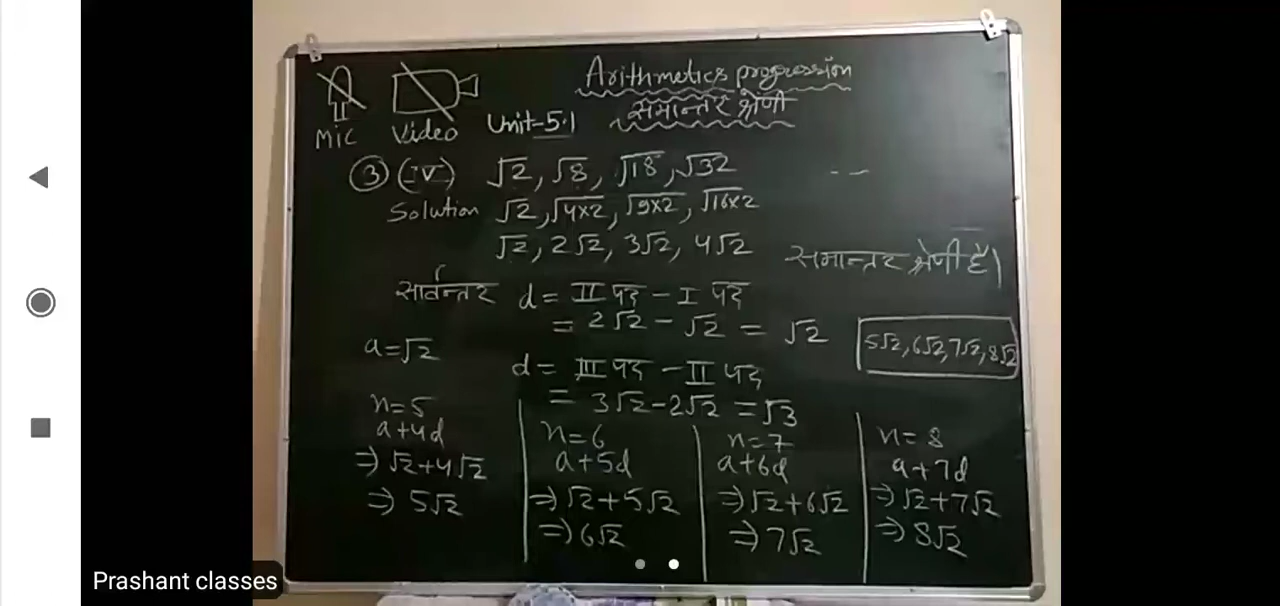 Arithmetics progression
समान्तर श्रेणी
Mic Video Unit-5.1
③ (iv) √2, √8, √18, √32 - -
Solution √2, √4×2, √9×2, √16×2
√2, 2√2, 3√2, 4√2 समान्तर श्रेणी हैं।
सार्वन्तर d = II पद - I पद
= 2√2 - √2 = √2
5√2, 6√2, 7√2, 8√2
a = √2
d = III पद - II पद
= 3√2 - 2√2 = √3
n = 5
a + 4d
⇒ √2 + 4√2
⇒ 5√2
n = 6
a + 5d
⇒ √2 + 5√2
⇒ 6√2
n = 7
a + 6d
⇒ √2 + 6√2
⇒ 7√2
n = 8
a + 7d
⇒ √2 + 7√2
⇒ 8√2
Prashant classes